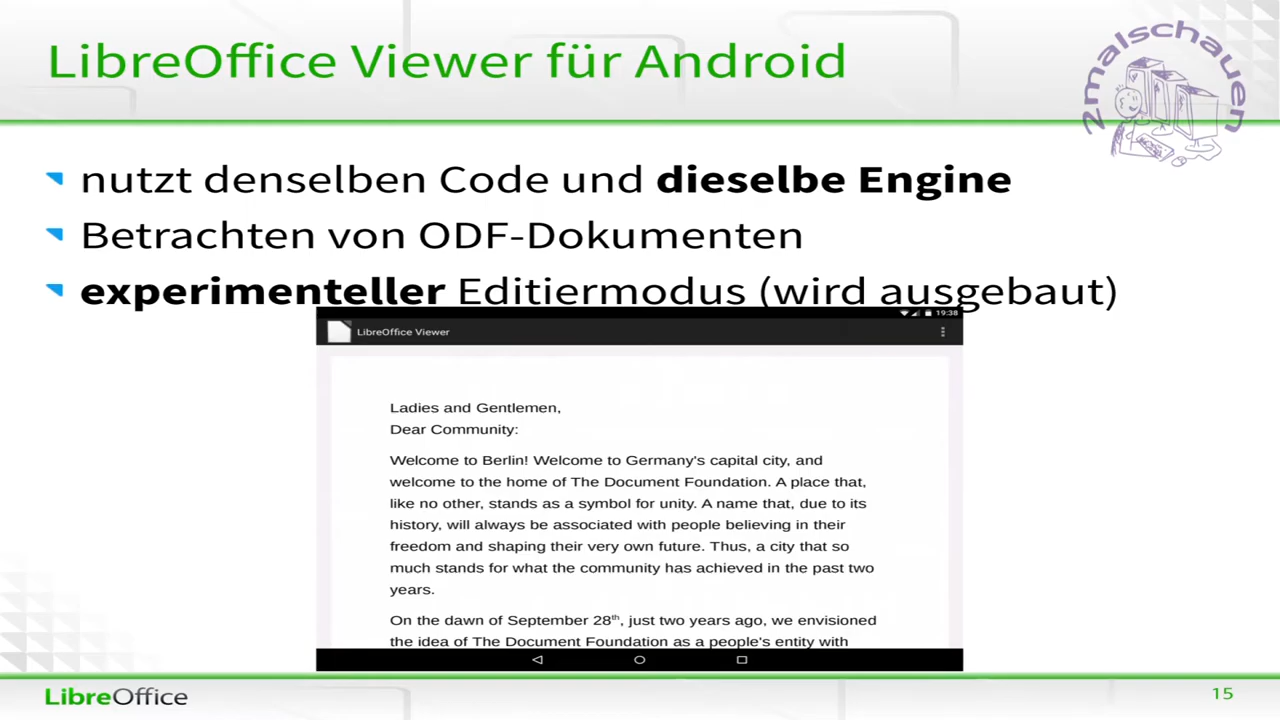 LibreOffice Viewer für Android
2malschauen
nutzt denselben Code und dieselbe Engine
Betrachten von ODF-Dokumenten
experimenteller Editiermodus (wird ausgebaut)
19:38
LibreOffice Viewer
Ladies and Gentlemen,
Dear Community:
Welcome to Berlin! Welcome to Germany's capital city, and
welcome to the home of The Document Foundation. A place that,
like no other, stands as a symbol for unity. A name that, due to its
history, will always be associated with people believing in their
freedom and shaping their very own future. Thus, a city that so
much stands for what the community has achieved in the past two
years.
On the dawn of September 28th, just two years ago, we envisioned
the idea of The Document Foundation as a people's entity with
LibreOffice
15